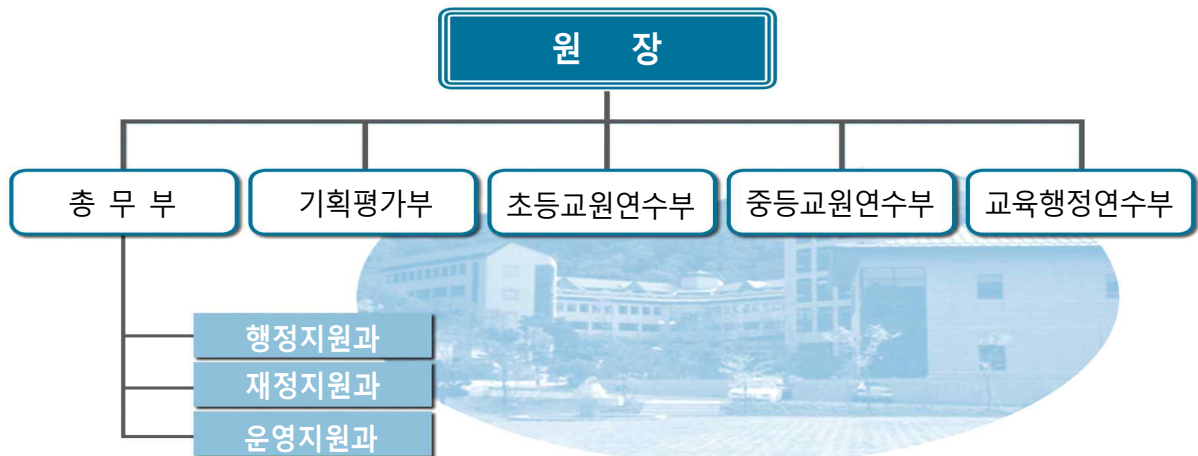 원 장
총 무 부
기획평가부
초등교원연수부
중등교원연수부
교육행정연수부
행정지원과
재정지원과
운영지원과